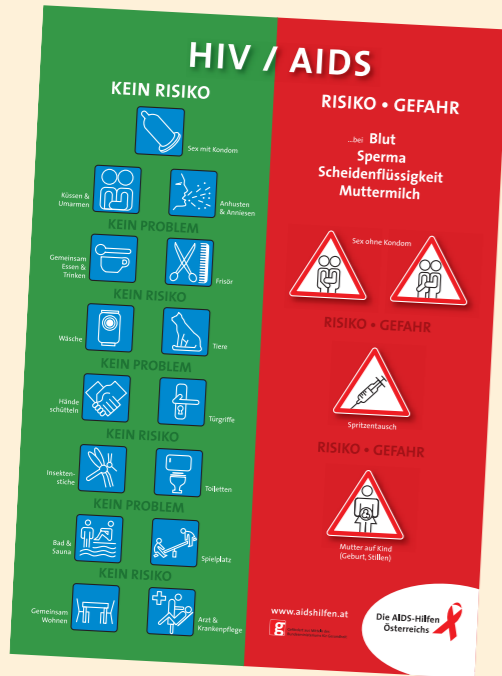 HIV / AIDS
KEIN RISIKO
Sex mit Kondom
Küssen &
Umarmen
Anhusten
& Anniesen
KEIN PROBLEM
Gemeinsam
Essen &
Trinken
Frisör
KEIN RISIKO
Wäsche
Tiere
KEIN PROBLEM
Hände
schütteln
Türgriffe
KEIN RISIKO
Insekten-
stiche
Toiletten
KEIN PROBLEM
Bad &
Sauna
Spielplatz
KEIN RISIKO
Gemeinsam
Wohnen
Arzt &
Krankenpflege
RISIKO • GEFAHR
...bei Blut
Sperma
Scheidenflüssigkeit
Muttermilch
Sex ohne Kondom
RISIKO • GEFAHR
Spritzentausch
RISIKO • GEFAHR
Mutter auf Kind
(Geburt, Stillen)
www.aidshilfen.at
Die AIDS-Hilfen
Österreichs